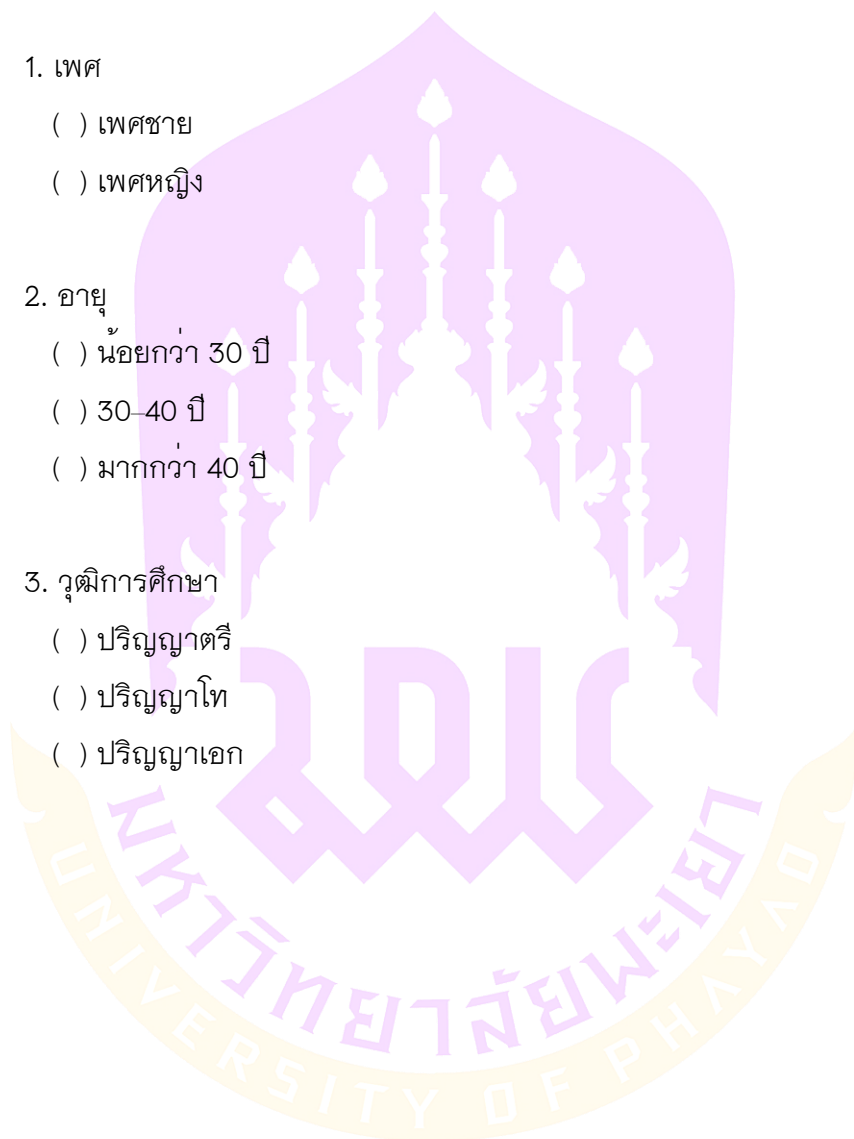 1. เพศ
( ) เพศชาย
( ) เพศหญิง
2. อายุ
( ) น้อยกว่า 30 ปี
( ) 30–40 ปี
( ) มากกว่า 40 ปี
3. วุฒิการศึกษา
( ) ปริญญาตรี
( ) ปริญญาโท
( ) ปริญญาเอก
มหาวิทยาลัยพะเยา
UNIVERSITY OF PHAYAO